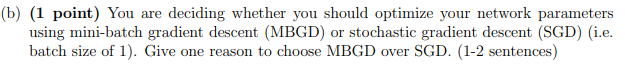 (b) (1 point) You are deciding whether you should optimize your network parameters
using mini-batch gradient descent (MBGD) or stochastic gradient descent (SGD) (i.e.
batch size of 1). Give one reason to choose MBGD over SGD. (1-2 sentences)